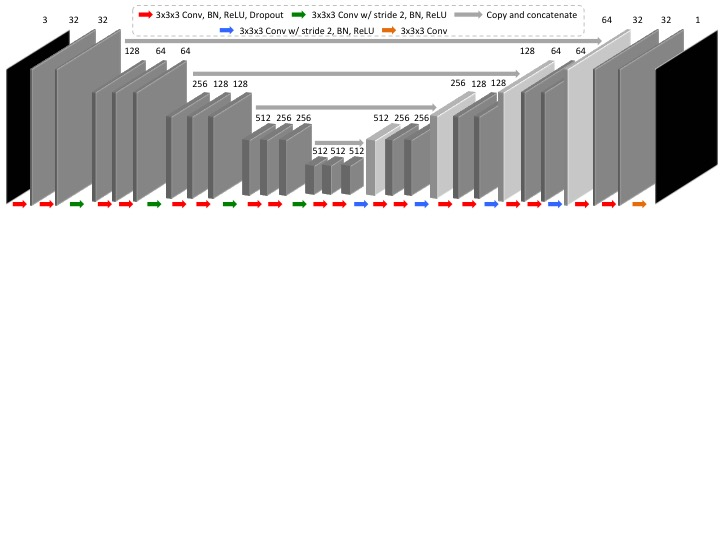 3x3x3 Conv, BN, ReLU, Dropout 3x3x3 Conv w/ stride 2, BN, ReLU Copy and concatenate
3x3x3 Conv w/ stride 2, BN, ReLU 3x3x3 Conv
3 32 32 64 32 32 1
128 64 64 128 64 64
256 128 128 256 128 128
512 256 256 512 256 256
512 512 512